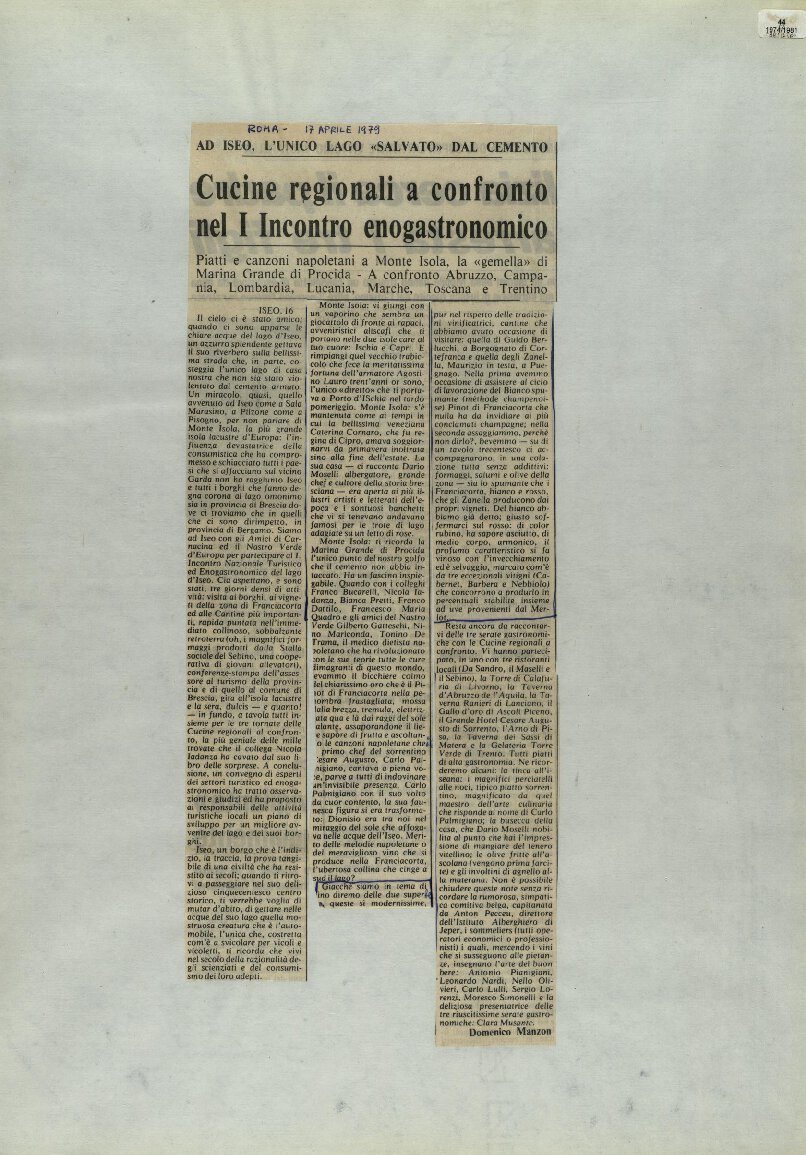 44
1974/1981
ROMA - 17 APRILE 1979
AD ISEO, L'UNICO LAGO «SALVATO» DAL CEMENTO
Cucine regionali a confronto
nel I Incontro enogastronomico
Piatti e canzoni napoletani a Monte Isola, la «gemella» di
Marina Grande di Procida - A confronto Abruzzo, Campa-
nia, Lombardia, Lucania, Marche, Toscana e Trentino
ISEO, 16
Il cielo ci è stato amico;
quando ci sono apparse le
chiare acque del lago d'Iseo,
un azzurro splendente gettava
il suo riverbero sulla bellissi-
ma strada che, in parte, co-
steggia l'unico lago di casa
nostra che non sia stato vio-
lentato dal cemento armato.
Un miracolo, quasi, quello
avvenuto ad Iseo come a Sale
Marasino, a Pilzone come a
Pisogno, per non parlare di
Monte Isola, la più grande
isola lacustre d'Europa: l'in-
fluenza devastatrice della
consumistica che ha compro-
messo e schiacciato tutti i pae-
si che si affacciano sul vicino
Garda non ha raggiunto Iseo
e tutti i borghi che fanno de-
gna corona al lago omonimo
sia in provincia di Brescia do-
ve ci troviamo che in quelli
che ci sono dirimpetto, in
provincia di Bergamo. Siamo
ad Iseo con gli Amici di Car-
nacina ed il Nastro Verde
d'Europa per partecipare al I.
Incontro Nazionale Turistico
ed Enogastronomico del lago
d'Iseo. Cia aspettano, e sono
stati, tre giorni densi di atti-
vità: visita ai borghi, ai vigne-
ti della zona di Franciacorta
ed alle Cantine più importan-
ti, rapida puntata nell'imme-
diato collinoso, sobbalzante
retroterra (oh, i magnifici for-
maggi prodotti dalla Stalla
sociale del Sebino, una coope-
rativa di giovani allevatori),
conferenze-stampa dell'asses-
sore al turismo della provin-
cia e di quello al comune di
Brescia, gita all'isola lacustre
e la sera, dulcis — e quanto!
— in fundo, a tavola tutti in-
sieme per le tre tornate delle
Cucine regionali al confron-
to, la più geniale delle mille
trovate che il collega Nicola
Iadanza ha cavato dal suo li-
bro delle sorprese. A conclu-
sione, un convegno di esperti
dei settori turistico ed enoga-
stronomico ha tratto osserva-
zioni e giudizi ed ha proposto
ai responsabili delle attività
turistiche locali un piano di
sviluppo per un migliore av-
venire del lago e dei suoi bor-
ghi.
Iseo, un borgo che è l'indi-
zio, la traccia, la prova tangi-
bile di una civiltà che ha resi-
stito ai secoli; quando ti ritro-
vi a passeggiare nel suo deli-
zioso cinquecentesco centro
storico, ti verrebbe voglia di
mutar d'abito, di gettare nelle
acque del suo lago quella mo-
struosa creatura che è l'auto-
mobile, l'unica che, costretta
com'è a svicolare per vicoli e
vicoletti, ti ricorda che vivi
nel secolo della razionalità de-
gli scienziati e del consumi-
smo dei loro adepti.
Monte Isola: vi giungi con
un vaporino che sembra un
giocattolo di fronte ai rapaci,
avveniristici aliscafi che ti
portano nelle due isole care al
tuo cuore: Ischia e Capri. E
rimpiangi quel vecchio trabic-
colo che fece la meritatissima
fortuna dell'armatore Agosti-
no Lauro trent'anni or sono,
l'unico «diretto» che ti porta-
va a Porto d'ISchia nel tardo
pomeriggio. Monte Isola: s'è
mantenuta come ai tempi in
cui la bellissima veneziana
Caterina Cornaro, che fu re-
gina di Cipro, amava soggior-
narvi da primavera inoltrata
sino alla fine dell'estate. La
sua casa — ci racconta Dario
Moselli albergatore, grande
chef e cultore della storia bre-
sciana — era aperta ai più il-
lustri artisti e letterati dell'e-
poca e i sontuosi banchetti
che vi si tenevano andavano
famosi per le trote di lago
adagiate su un letto di rose.
Monte Isola: ti ricorda la
Marina Grande di Procida
l'unico punto del nostro golfo
che il cemento non abbia in-
taccato. Ha un fascino inspie-
gabile. Quando con i colleghi
Franco Bucarelli, Nicola Ia-
danza, Bianca Preiti, Franco
Dattilo, Francesco Maria
Quadro e gli amici del Nastro
Verde Gilberto Gatteschi, Ni-
no Mariconda, Tonino De
Trama, il medico dietista na-
poletano che ha rivoluzionato
con le sue teorie tutte le cure
dimagranti di questo mondo,
levammo il bicchiere colmo
del chiarissimo oro che è il Pi-
not di Franciacorte nella pe-
nombra frastagliata, mossa
dalla brezza, tremula, elettriz-
zata qua e là dai raggi del sole
calante, assaporandone il lie-
ve sapore di frutta e ascoltan-
do le canzoni napoletane che
primo chef del sorrentino
Cesare Augusto, Carlo Pal-
migiano, cantava a piena vo-
ce, parve a tutti di indovinare
un'invisibile presenza. Carlo
Palmigiano con il suo volto
da cuor contento, la sua fau-
nesca figura si era trasforma-
to: Dionisio era tra noi nel
miraggio del sole che affoga-
va nelle acque dell'Iseo. Meri-
to delle melodie napoletane o
del meraviglioso vino che si
produce nella Franciacorta,
l'ubertosa collina che cinge a
sud il lago?
Giacchè siamo in tema di
vino diremo delle due superbe
e, queste sì modernissime,
pur nel rispetto delle tradizio-
ni vinificatrici, cantine che
abbiamo avuto occasione di
visitare: quella di Guido Ber-
lucchi, a Borgognato di Cor-
tefranca e quella degli Zanel-
la, Maurizio in testa, a Pue-
gnago. Nella prima avemmo
occasione di assistere al ciclo
di lavorazione del Bianco spu-
mante (methode champenoi-
se) Pinot di Franciacorta che
nulla ha da invidiare ai più
conclamati champagne; nella
seconda assaggiammo, perchè
non dirlo?, bevemmo — su di
un tavolo trecentesco ci ac-
compagnarono, in una cola-
zione tutta senza additivi:
formaggi, salumi e olive della
zona — sia lo spumante che i
Franciacorta, bianco e rosso,
che gli Zanella producono dai
propri vigneti. Del bianco ab-
biamo già detto; giusto sof-
fermarci sul rosso: di color
rubino, ha sapore asciutto, di
medio corpo, armonico, il
profumo caratteristico si fa
vinoso con l'invecchiamento
ed è selvaggio, marcato com'è
da tre eccezionali vitigni (Ca-
bernet, Barbera e Nebbiolo)
che concorrono a produrlo in
percentuali stabilite insieme
ad uve provenienti dal Mer-
lot.
Resta ancora da raccontar-
vi delle tre serate gastronomi-
che con le Cucine regionali a
confronto. Vi hanno parteci-
pato, in uno con tre ristoranti
locali (Da Sandro, il Maselli e
il Sebino), la Torre di Calafu-
ria di Livorno, la Taverna
d'Abruzzo de l'Aquila, la Ta-
verna Ranieri di Lanciano, il
Gallo d'oro di Ascoli Piceno,
il Grande Hotel Cesare Augu-
sto di Sorrento, l'Arno di Pi-
sa, la Taverna dei Sassi di
Matera e la Gelateria Torre
Verde di Trento. Tutti piatti
di alta gastronomia. Ne ricor-
deremo alcuni: la tinca all'i-
seana; i magnifici perciatelli
alle noci, tipico piatto sorren-
tino, magnificato da quel
maestro dell'arte culinaria
che risponde al nome di Carlo
Palmigiano; la busecca della
casa, che Dario Moselli nobi-
lita al punto che hai l'impres-
sione di mangiare del tenero
vitellino; le olive fritte all'a-
scolana (vengono prima farci-
te) e gli involtini di agnello al-
la materana. Non è possibile
chiudere queste note senza ri-
cordare la rumorosa, simpati-
ca comitiva belga, capitanata
da Anton Pecceu, direttore
dell'Istituto Alberghiero di
Jeper, i sommeliers (tutti ope-
ratori economici o professio-
nisti) i quali, mercendo i vini
che si susseguono alle pietan-
ze, insegnano l'arte del buon
bere: Antonio Pianigiani,
Leonardo Nardi, Nello Oli-
vieri, Carlo Lulli, Sergio Lo-
renzi, Moresco Simonelli e la
deliziosa presentatrice delle
tre riuscitissime serate gastro-
nomiche: Clara Musante.
Domenico Manzon